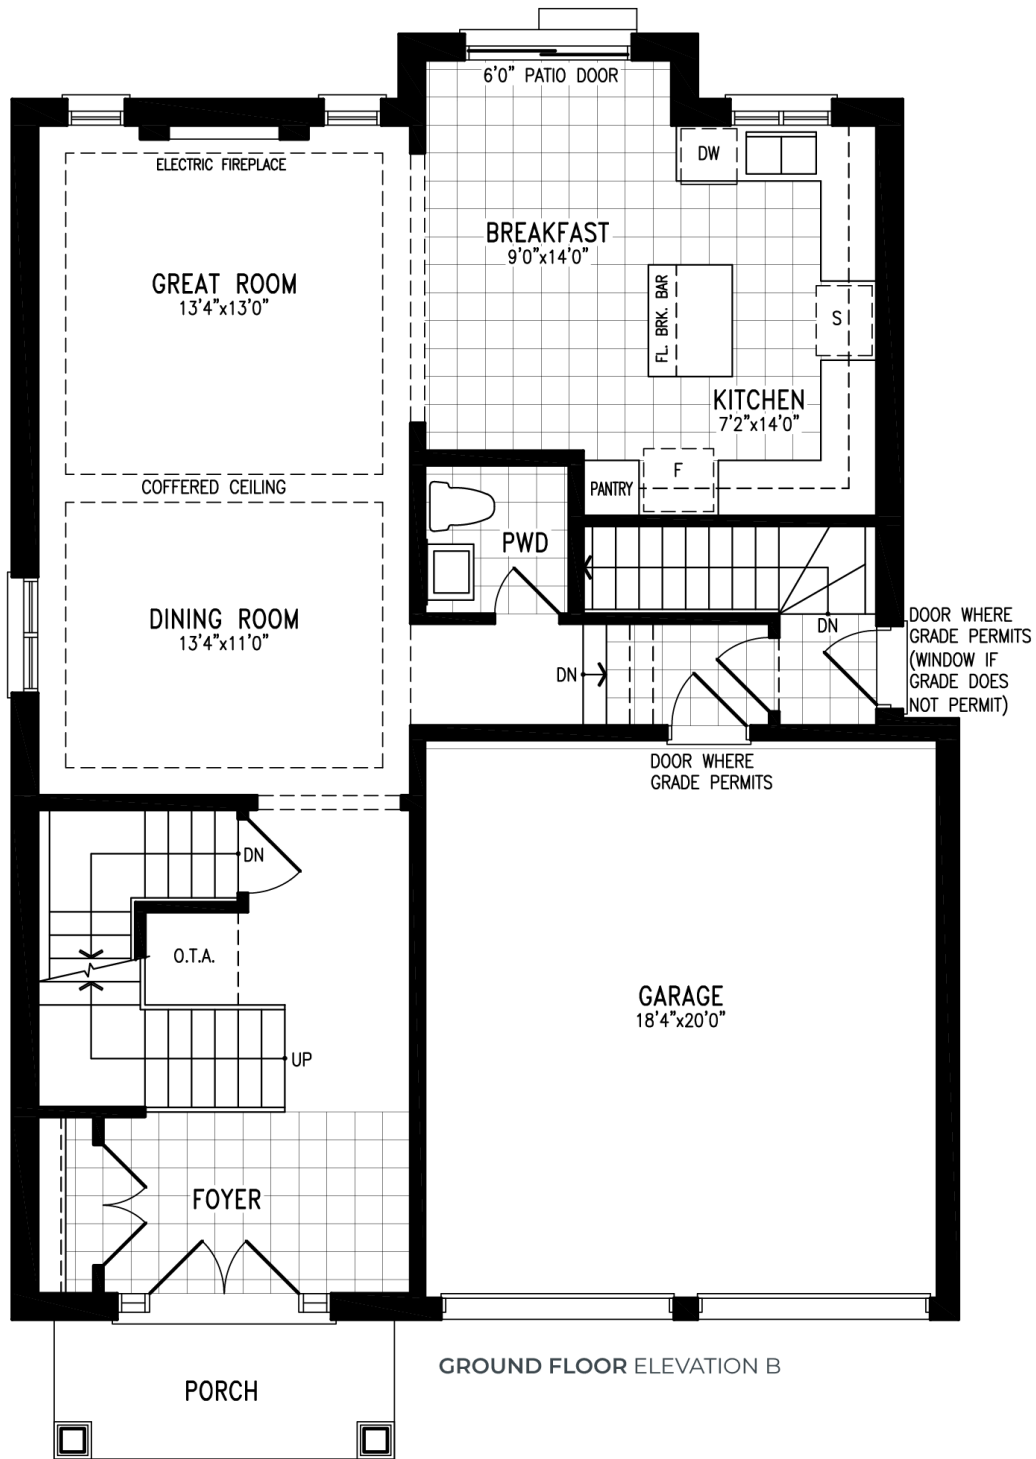 6'0" PATIO DOOR
ELECTRIC FIREPLACE
DW
BREAKFAST
9'0"x14'0"
GREAT ROOM
13'4"x13'0"
FL. BRK. BAR
S
KITCHEN
7'2"x14'0"
COFFERED CEILING
PANTRY
F
PWD
DINING ROOM
13'4"x11'0"
DN
DN
DOOR WHERE
GRADE PERMITS
(WINDOW IF
GRADE DOES
NOT PERMIT)
DOOR WHERE
GRADE PERMITS
DN
O.T.A.
GARAGE
18'4"x20'0"
UP
FOYER
GROUND FLOOR ELEVATION B
PORCH